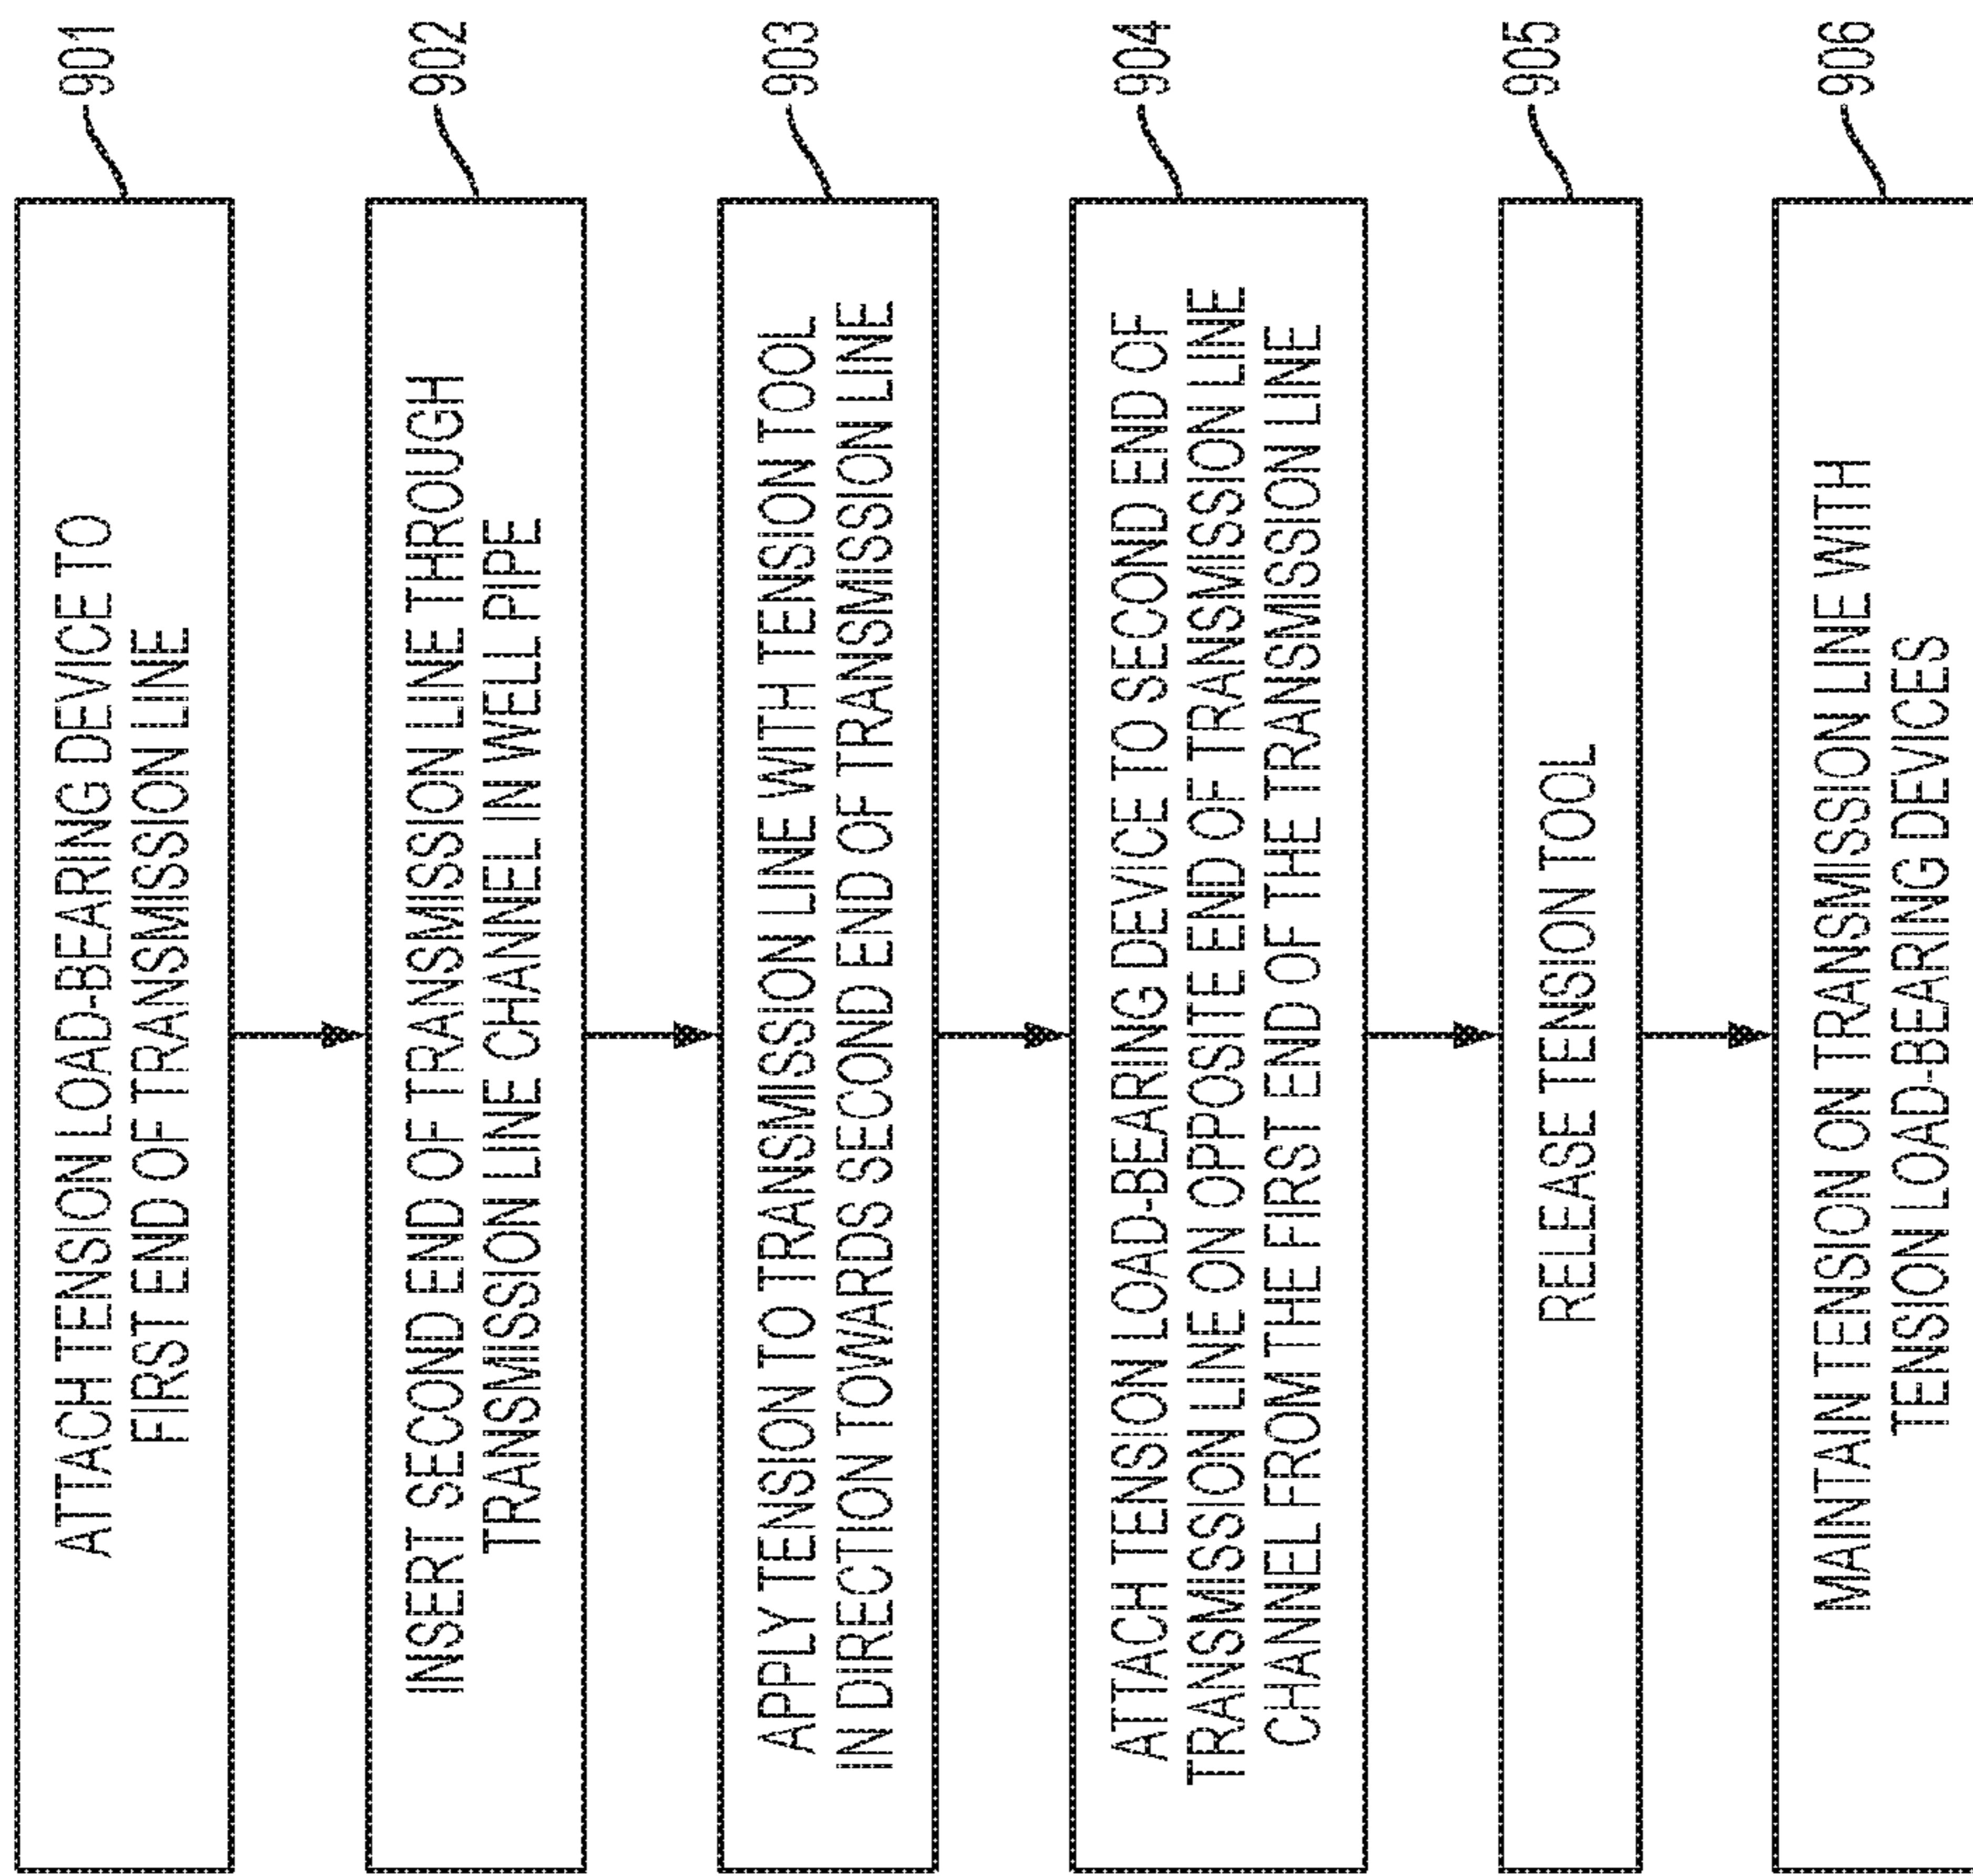 ATTACH TENSION LOAD-BEARING DEVICE TO
FIRST END OF TRANSMISSION LINE
901
INSERT SECOND END OF TRANSMISSION LINE THROUGH
TRANSMISSION LINE CHANNEL IN WELL PIPE
902
APPLY TENSION TO TRANSMISSION LINE WITH TENSION TOOL
IN DIRECTION TOWARDS SECOND END OF TRANSMISSION LINE
903
ATTACH TENSION LOAD-BEARING DEVICE TO SECOND END OF
TRANSMISSION LINE ON OPPOSITE END OF TRANSMISSION LINE
CHANNEL FROM THE FIRST END OF THE TRANSMISSION LINE
904
RELEASE TENSION TOOL
905
MAINTAIN TENSION ON TRANSMISSION LINE WITH
TENSION LOAD-BEARING DEVICES
906